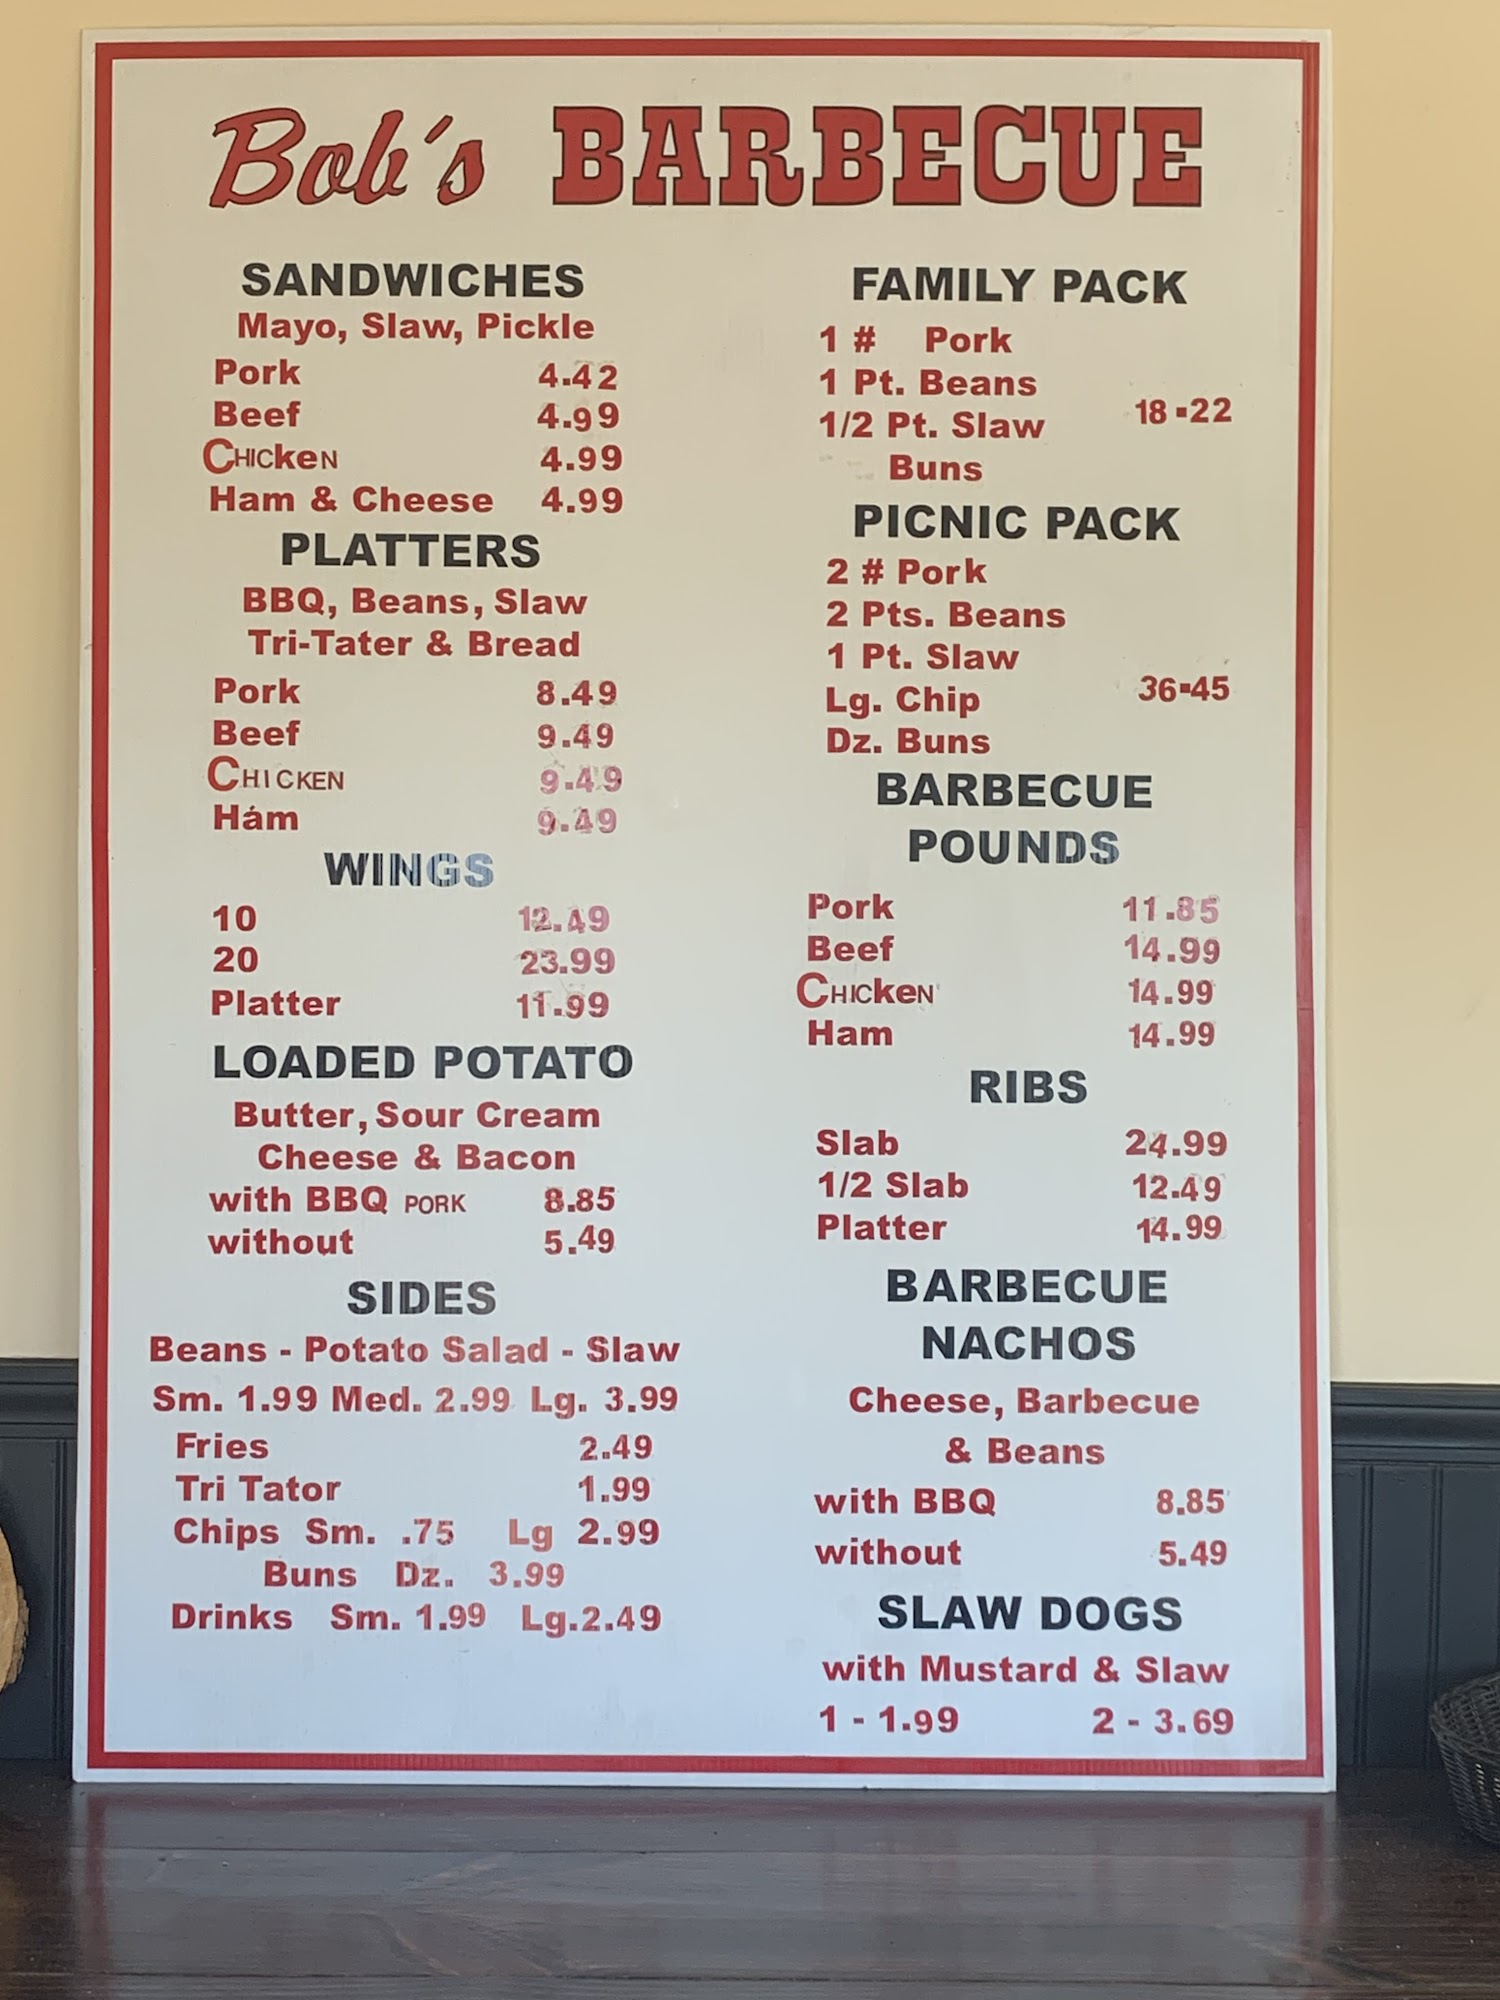 Bob's BARBECUE
SANDWICHES
Mayo, Slaw, Pickle
Pork 4.42
Beef 4.99
CHICkeN 4.99
Ham & Cheese 4.99
PLATTERS
BBQ, Beans, Slaw
Tri-Tater & Bread
Pork 8.49
Beef 9.49
CHICKEN 9.49
Hám 9.49
WINGS
10 12.49
20 23.99
Platter 11.99
LOADED POTATO
Butter, Sour Cream
Cheese & Bacon
with BBQ PORK 8.85
without 5.49
SIDES
Beans - Potato Salad - Slaw
Sm. 1.99 Med. 2.99 Lg. 3.99
Fries 2.49
Tri Tator 1.99
Chips Sm. .75 Lg 2.99
Buns Dz. 3.99
Drinks Sm. 1.99 Lg.2.49
FAMILY PACK
1 # Pork
1 Pt. Beans
1/2 Pt. Slaw 18.22
Buns
PICNIC PACK
2 # Pork
2 Pts. Beans
1 Pt. Slaw
Lg. Chip 36.45
Dz. Buns
BARBECUE
POUNDS
Pork 11.85
Beef 14.99
CHICkeN 14.99
Ham 14.99
RIBS
Slab 24.99
1/2 Slab 12.49
Platter 14.99
BARBECUE
NACHOS
Cheese, Barbecue
& Beans
with BBQ 8.85
without 5.49
SLAW DOGS
with Mustard & Slaw
1 - 1.99 2 - 3.69